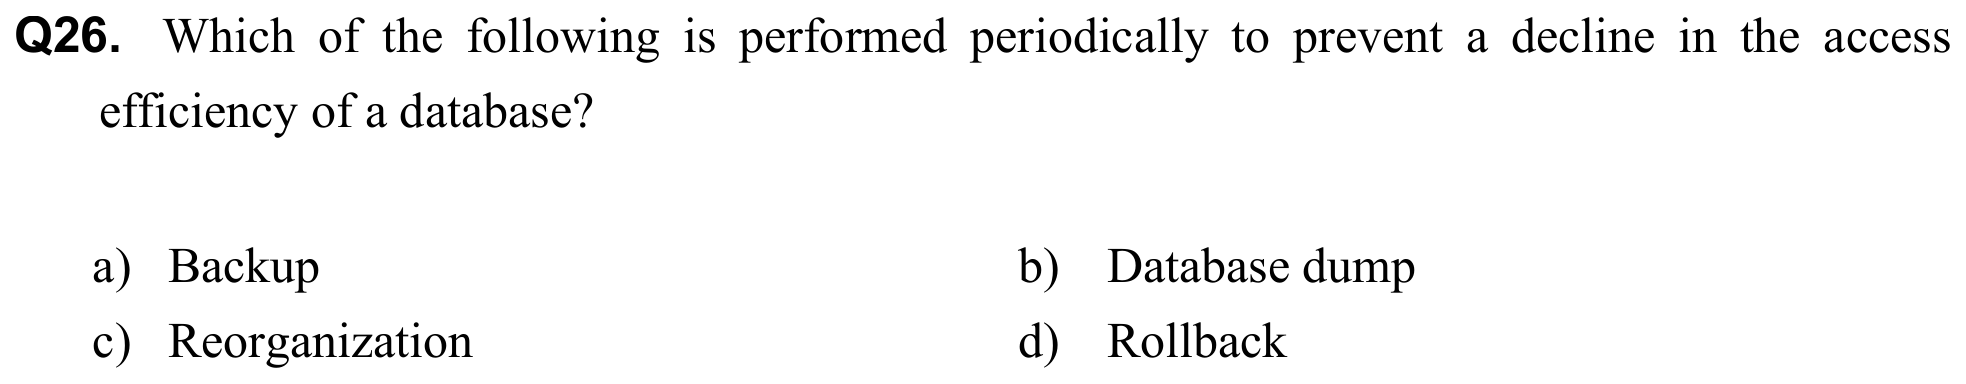 Q26. Which of the following is performed periodically to prevent a decline in the access
efficiency of a database?
a) Backup b) Database dump
c) Reorganization d) Rollback